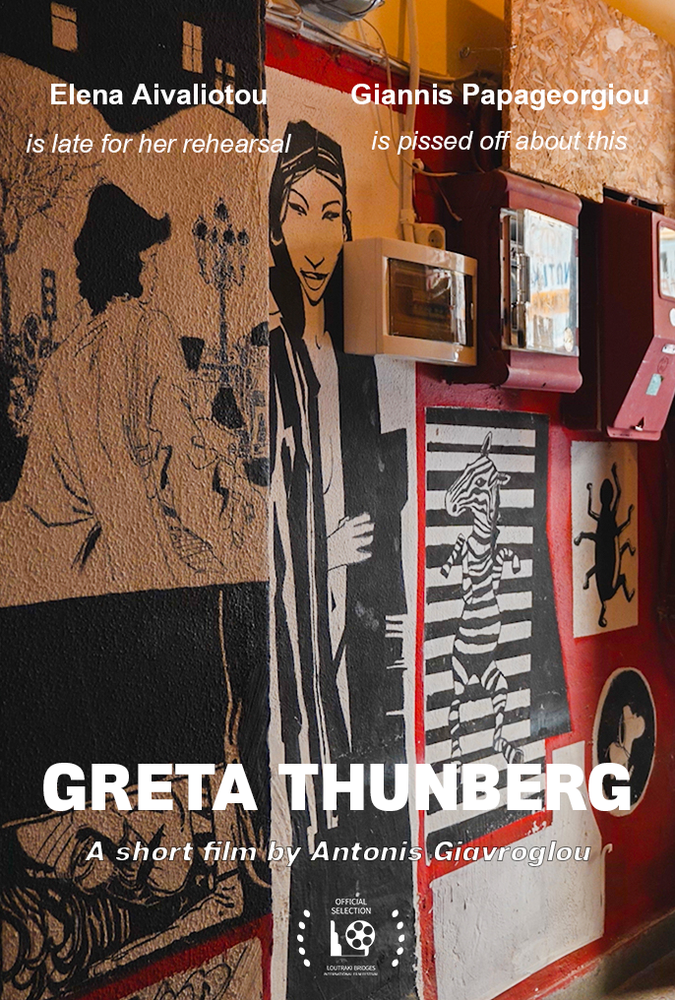 Elena Aivaliotou
Giannis Papageorgiou
is late for her rehearsal
is pissed off about this
GRETA THUNBERG
A short film by Antonis Giavroglou
OFFICIAL
SELECTION
LOUTRAKI BRIDGES
INTERNATIONAL FILM FESTIVAL